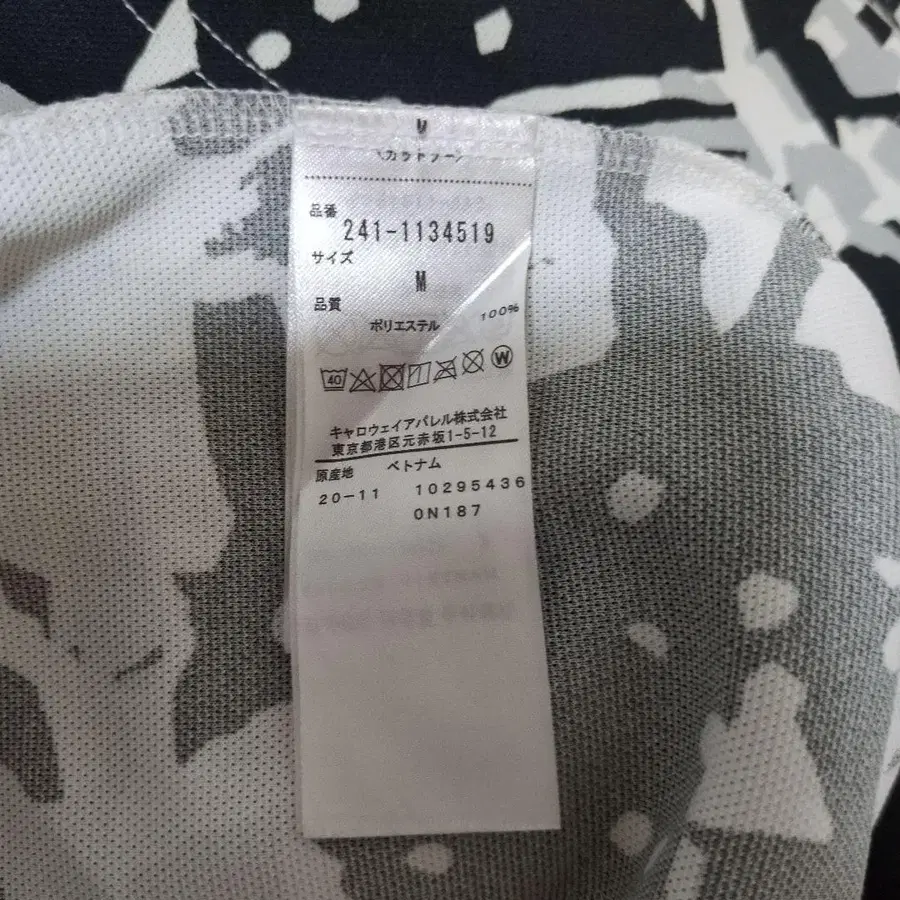 M
品番
241-1134519
サイズ
M
品質
ポリエステル 100%
40 W
キャロウェイアパレル株式会社
東京都港区元赤坂1-5-12
原産地 ベトナム
20-11 10295436
0N187